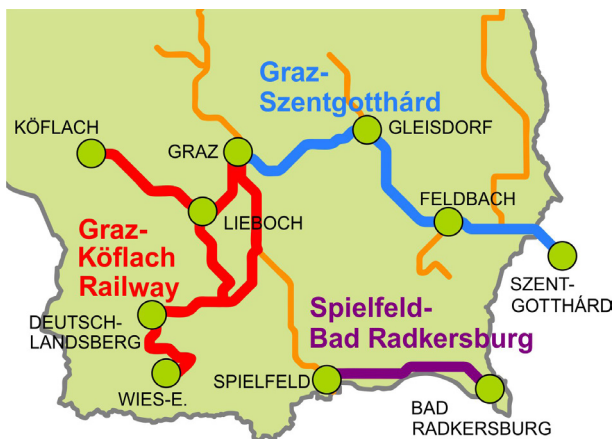 Graz-
Szentgotthárd
KÖFLACH
GRAZ
GLEISDORF
LIEBOCH
FELDBACH
Graz-
Köflach
Railway
SZENT-
GOTTHÁRD
DEUTSCH-
LANDSBERG
Spielfeld-
Bad Radkersburg
WIES-E.
SPIELFELD
BAD
RADKERSBURG